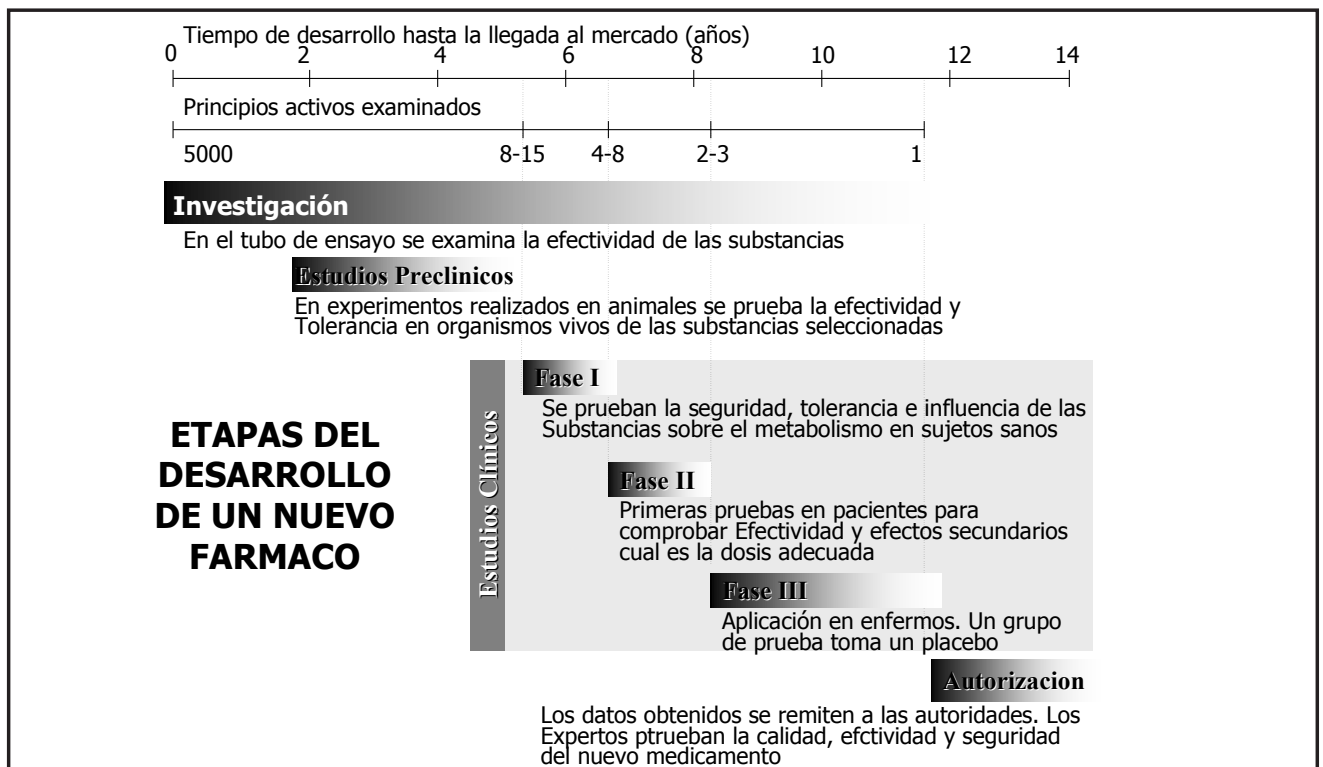 Tiempo de desarrollo hasta la llegada al mercado (años)
0 2 4 6 8 10 12 14
Principios activos examinados
5000 8-15 4-8 2-3 1
Investigación
En el tubo de ensayo se examina la efectividad de las substancias
Estudios Preclinicos
En experimentos realizados en animales se prueba la efectividad y
Tolerancia en organismos vivos de las substancias seleccionadas
ETAPAS DEL
DESARROLLO
DE UN NUEVO
FARMACO
Estudios Clínicos
Fase I
Se prueban la seguridad, tolerancia e influencia de las
Substancias sobre el metabolismo en sujetos sanos
Fase II
Primeras pruebas en pacientes para
comprobar Efectividad y efectos secundarios
cual es la dosis adecuada
Fase III
Aplicación en enfermos. Un grupo
de prueba toma un placebo
Autorizacion
Los datos obtenidos se remiten a las autoridades. Los
Expertos ptrueban la calidad, efctividad y seguridad
del nuevo medicamento